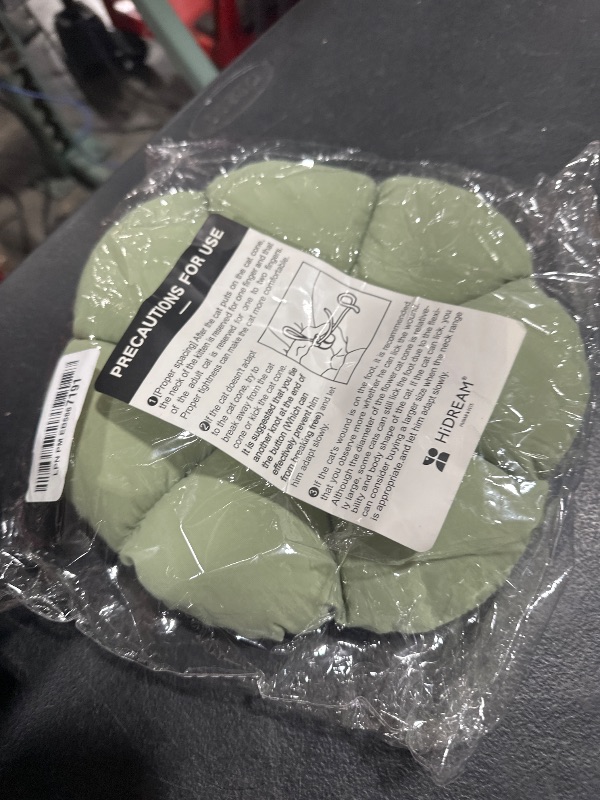 PRECAUTIONS FOR USE
❶[Proper spacing] After the cat puts on the cat cone,
the neck of the kitten is reserved for one finger and that
of the adult cat is reserved for one to two fingers.
Proper tightness can make the cat more comfortable.
❷If the cat doesn't adapt
to the cat cone, try to
break away from the cat
cone or lick the cat cone,
It is suggested that you tie
another knot at the end of
the button (Which can
effectively prevent him
from breaking free) and let
him adapt slowly.
❸If the cat's wound is on the foot, it is recommended
that you observe more whether he can lick the wound.
Although the diameter of the flower cat cone is relative-
ly large, some cats can still lick the foot due to the flexi-
bility and body shape of the cat. If the cat can lick, you
can consider buying a larger size when the neck range
is appropriate,and let him adapt slowly.
HiDREAM®
LPN PM